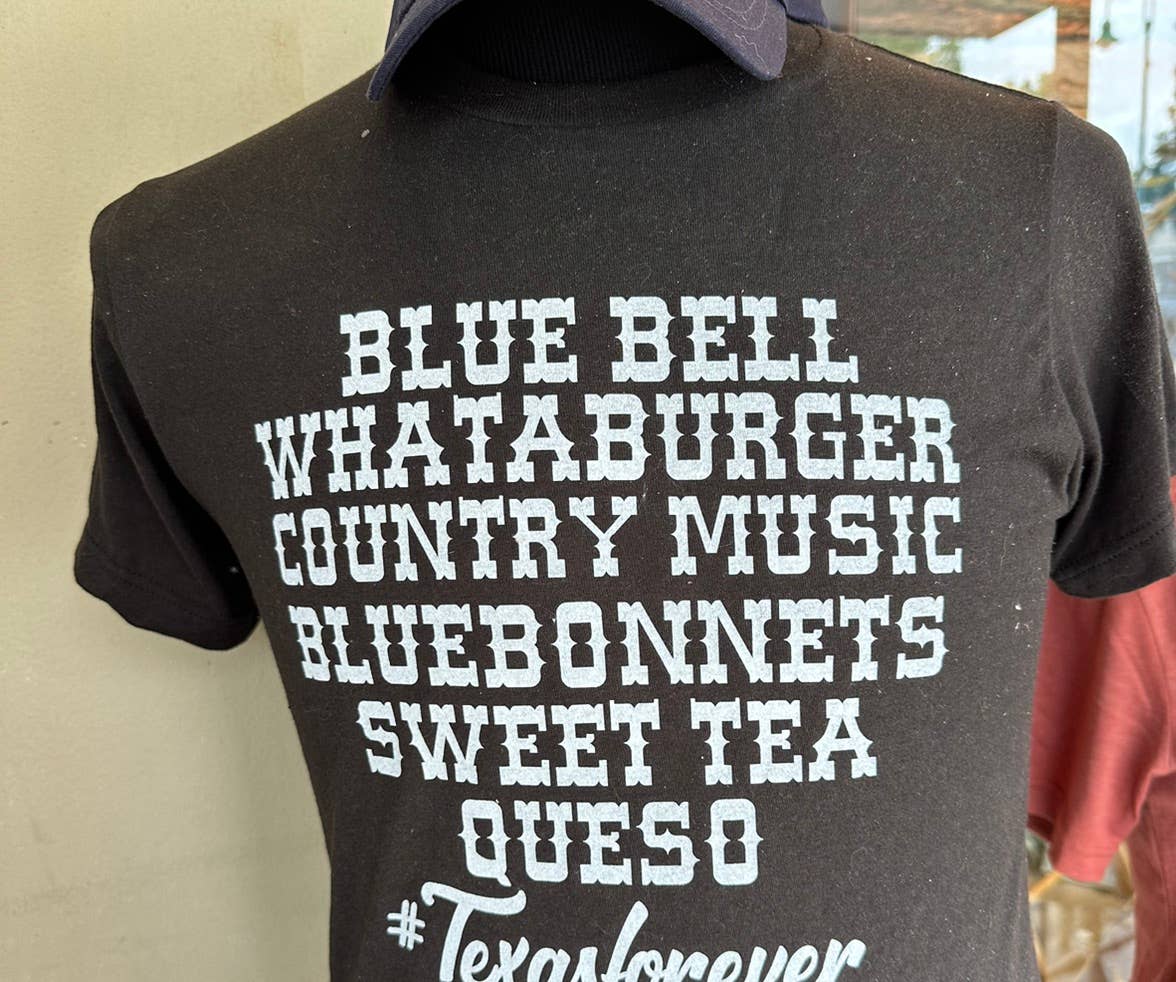 BLUE BELL
WHATABURGER
COUNTRY MUSIC
BLUEBONNETS
SWEET TEA
QUESO
#Texasforever